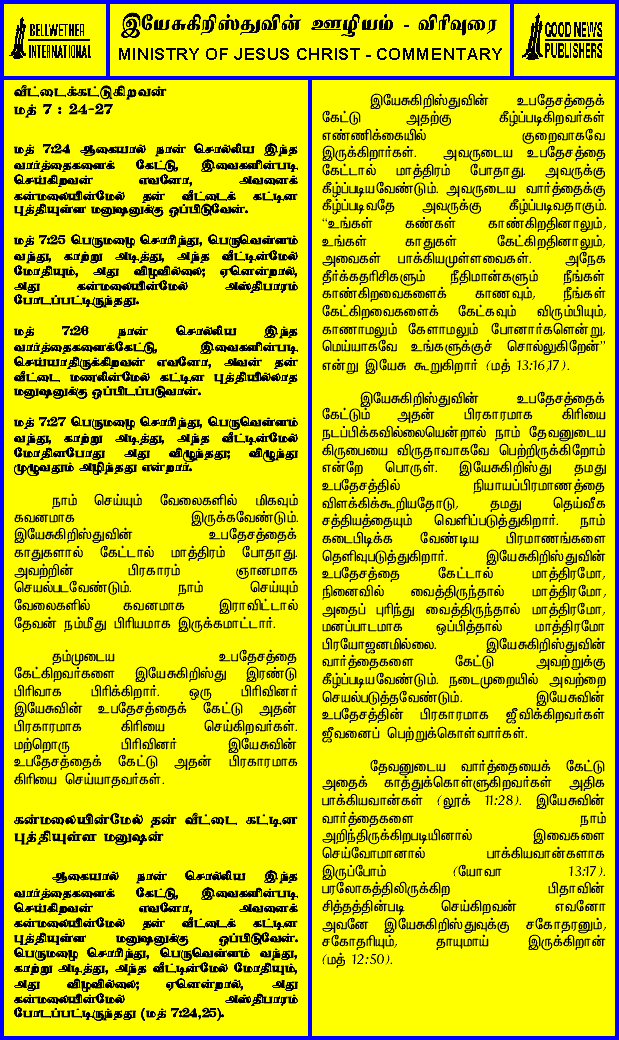 BELLWETHER
INTERNATIONAL
இயேசுகிறிஸ்துவின் ஊழியம் - விரிவுரை
MINISTRY OF JESUS CHRIST - COMMENTARY
GOOD NEWS
PUBLISHERS
வீட்டைக்கட்டுகிறவன்
மத் 7 : 24-27
மத் 7:24 ஆகையால் நான் சொல்லிய இந்த
வார்த்தைகளைக் கேட்டு, இவைகளின்படி
செய்கிறவன் எவனோ, அவனைக்
கன்மலையின்மேல் தன் வீட்டைக் கட்டின
புத்தியுள்ள மனுஷனுக்கு ஒப்பிடுவேன்.
மத் 7:25 பெருமழை சொரிந்து, பெருவெள்ளம்
வந்து, காற்று அடித்து, அந்த வீட்டின்மேல்
மோதியும், அது விழவில்லை; ஏனென்றால்,
அது கன்மலையின்மேல் அஸ்திபாரம்
போடப்பட்டிருந்தது.
மத் 7:26 நான் சொல்லிய இந்த
வார்த்தைகளைக்கேட்டு, இவைகளின்படி
செய்யாதிருக்கிறவன் எவனோ, அவன் தன்
வீட்டை மணலின்மேல் கட்டின புத்தியில்லாத
மனுஷனுக்கு ஒப்பிடப்படுவான்.
மத் 7:27 பெருமழை சொரிந்து, பெருவெள்ளம்
வந்து, காற்று அடித்து, அந்த வீட்டின்மேல்
மோதினபோது அது விழுந்தது; விழுந்து
முழுவதும் அழிந்தது என்றார்.
நாம் செய்யும் வேலைகளில் மிகவும்
கவனமாக இருக்கவேண்டும்.
இயேசுகிறிஸ்துவின் உபதேசத்தைக்
காதுகளால் கேட்டால் மாத்திரம் போதாது.
அவற்றின் பிரகாரம் ஞானமாக
செயல்படவேண்டும். நாம் செய்யும்
வேலைகளில் கவனமாக இராவிட்டால்
தேவன் நம்மீது பிரியமாக இருக்கமாட்டார்.
தம்முடைய உபதேசத்தை
கேட்கிறவர்களை இயேசுகிறிஸ்து இரண்டு
பிரிவாக பிரிக்கிறார். ஒரு பிரிவினர்
இயேசுவின் உபதேசத்தைக் கேட்டு அதன்
பிரகாரமாக கிரியை செய்கிறவர்கள்.
மற்றொரு பிரிவினர் இயேசுவின்
உபதேசத்தைக் கேட்டு அதன் பிரகாரமாக
கிரியை செய்யாதவர்கள்.
கன்மலையின்மேல் தன் வீட்டை கட்டின
புத்தியுள்ள மனுஷன்
ஆகையால் நான் சொல்லிய இந்த
வார்த்தைகளைக் கேட்டு, இவைகளின்படி
செய்கிறவன் எவனோ, அவனைக்
கன்மலையின்மேல் தன் வீட்டைக் கட்டின
புத்தியுள்ள மனுஷனுக்கு ஒப்பிடுவேன்.
பெருமழை சொரிந்து, பெருவெள்ளம் வந்து,
காற்று அடித்து, அந்த வீட்டின்மேல் மோதியும்,
அது விழவில்லை; ஏனென்றால், அது
கன்மலையின்மேல் அஸ்திபாரம்
போடப்பட்டிருந்தது (மத் 7:24,25).
இயேசுகிறிஸ்துவின் உபதேசத்தைக்
கேட்டு அதற்கு கீழ்ப்படிகிறவர்கள்
எண்ணிக்கையில் குறைவாகவே
இருக்கிறார்கள். அவருடைய உபதேசத்தை
கேட்டால் மாத்திரம் போதாது. அவருக்கு
கீழ்ப்படியவேண்டும். அவருடைய வார்த்தைக்கு
கீழ்ப்படிவதே அவருக்கு கீழ்ப்படிவதாகும்.
“உங்கள் கண்கள் காண்கிறதினாலும்,
உங்கள் காதுகள் கேட்கிறதினாலும்,
அவைகள் பாக்கியமுள்ளவைகள். அநேக
தீர்க்கதரிசிகளும் நீதிமான்களும் நீங்கள்
காண்கிறவைகளைக் காணவும், நீங்கள்
கேட்கிறவைகளைக் கேட்கவும் விரும்பியும்,
காணாமலும் கேளாமலும் போனார்களென்று,
மெய்யாகவே உங்களுக்குச் சொல்லுகிறேன்”
என்று இயேசு கூறுகிறார் (மத் 13:16,17).
இயேசுகிறிஸ்துவின் உபதேசத்தைக்
கேட்டும் அதன் பிரகாரமாக கிரியை
நடப்பிக்கவில்லையென்றால் நாம் தேவனுடைய
கிருபையை விருதாவாகவே பெற்றிருக்கிறோம்
என்றே பொருள். இயேசுகிறிஸ்து தமது
உபதேசத்தில் நியாயப்பிரமாணத்தை
விளக்கிக்கூறியதோடு, தமது தெய்வீக
சத்தியத்தையும் வெளிப்படுத்துகிறார். நாம்
கடைபிடிக்க வேண்டிய பிரமாணங்களை
தெளிவுபடுத்துகிறார். இயேசுகிறிஸ்துவின்
உபதேசத்தை கேட்டால் மாத்திரமோ,
நினைவில் வைத்திருந்தால் மாத்திரமோ,
அதைப் புரிந்து வைத்திருந்தால் மாத்திரமோ,
மனப்பாடமாக ஒப்பித்தால் மாத்திரமோ
பிரயோஜனமில்லை. இயேசுகிறிஸ்துவின்
வார்த்தைகளை கேட்டு அவற்றுக்கு
கீழ்ப்படியவேண்டும். நடைமுறையில் அவற்றை
செயல்படுத்தவேண்டும். இயேசுவின்
உபதேசத்தின் பிரகாரமாக ஜீவிக்கிறவர்கள்
ஜீவனைப் பெற்றுக்கொள்வார்கள்.
தேவனுடைய வார்த்தையைக் கேட்டு
அதைக் காத்துக்கொள்ளுகிறவர்கள் அதிக
பாக்கியவான்கள் (லூக் 11:28). இயேசுவின்
வார்த்தைகளை நாம்
அறிந்திருக்கிறபடியினால் இவைகளை
செய்வோமானால் பாக்கியவான்களாக
இருப்போம் (யோவா 13:17).
பரலோகத்திலிருக்கிற பிதாவின்
சித்தத்தின்படி செய்கிறவன் எவனோ
அவனே இயேசுகிறிஸ்துவுக்கு சகோதரனும்,
சகோதரியும், தாயுமாய் இருக்கிறான்
(மத் 12:50).